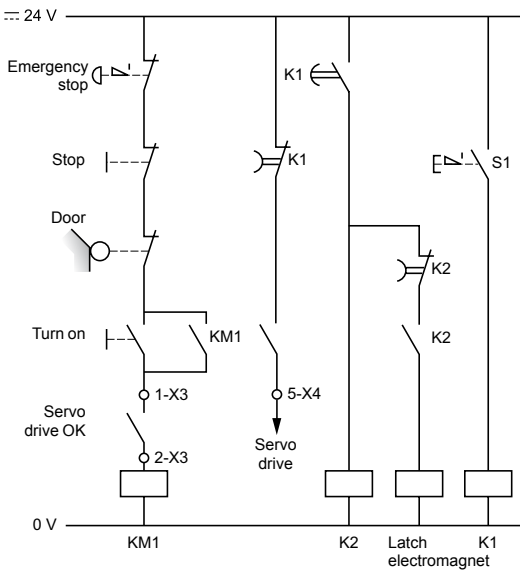 24 V
Emergency
stop
K1
Stop
K1
S1
Door
K2
Turn on
KM1
K2
1-X3
5-X4
Servo
drive OK
Servo
drive
2-X3
0 V
KM1
K2
Latch
electromagnet
K1